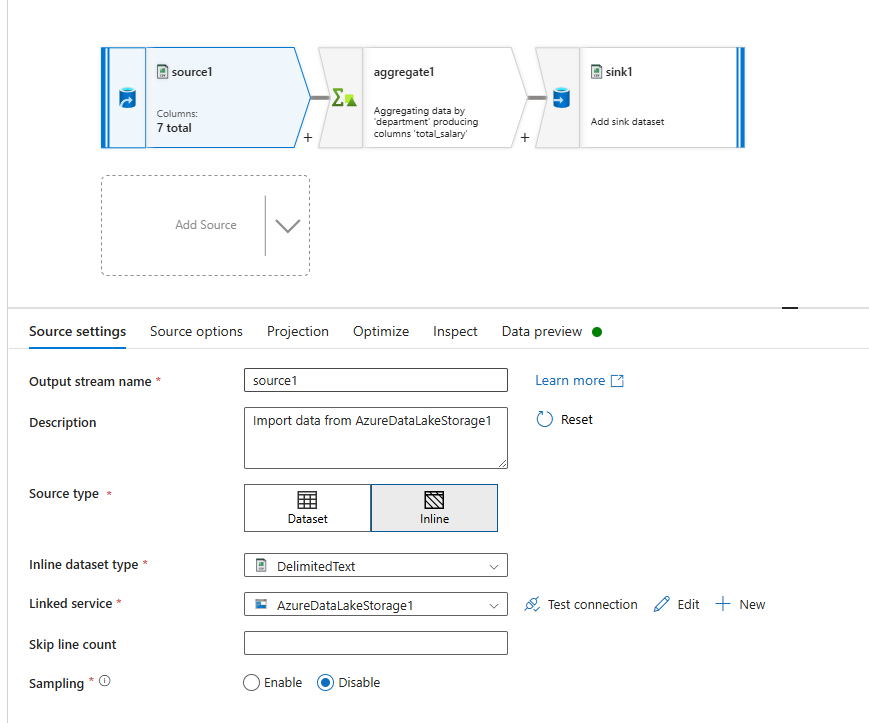 source1
Columns:
7 total
+
aggregate1
Aggregating data by
'department' producing
columns 'total_salary'
+
sink1
Add sink dataset
Add Source
Source settings Source options Projection Optimize Inspect Data preview
Output stream name * source1 Learn more
Description Import data from AzureDataLakeStorage1 Reset
Source type * Dataset Inline
Inline dataset type * DelimitedText
Linked service * AzureDataLakeStorage1 Test connection Edit New
Skip line count
Sampling * Enable Disable